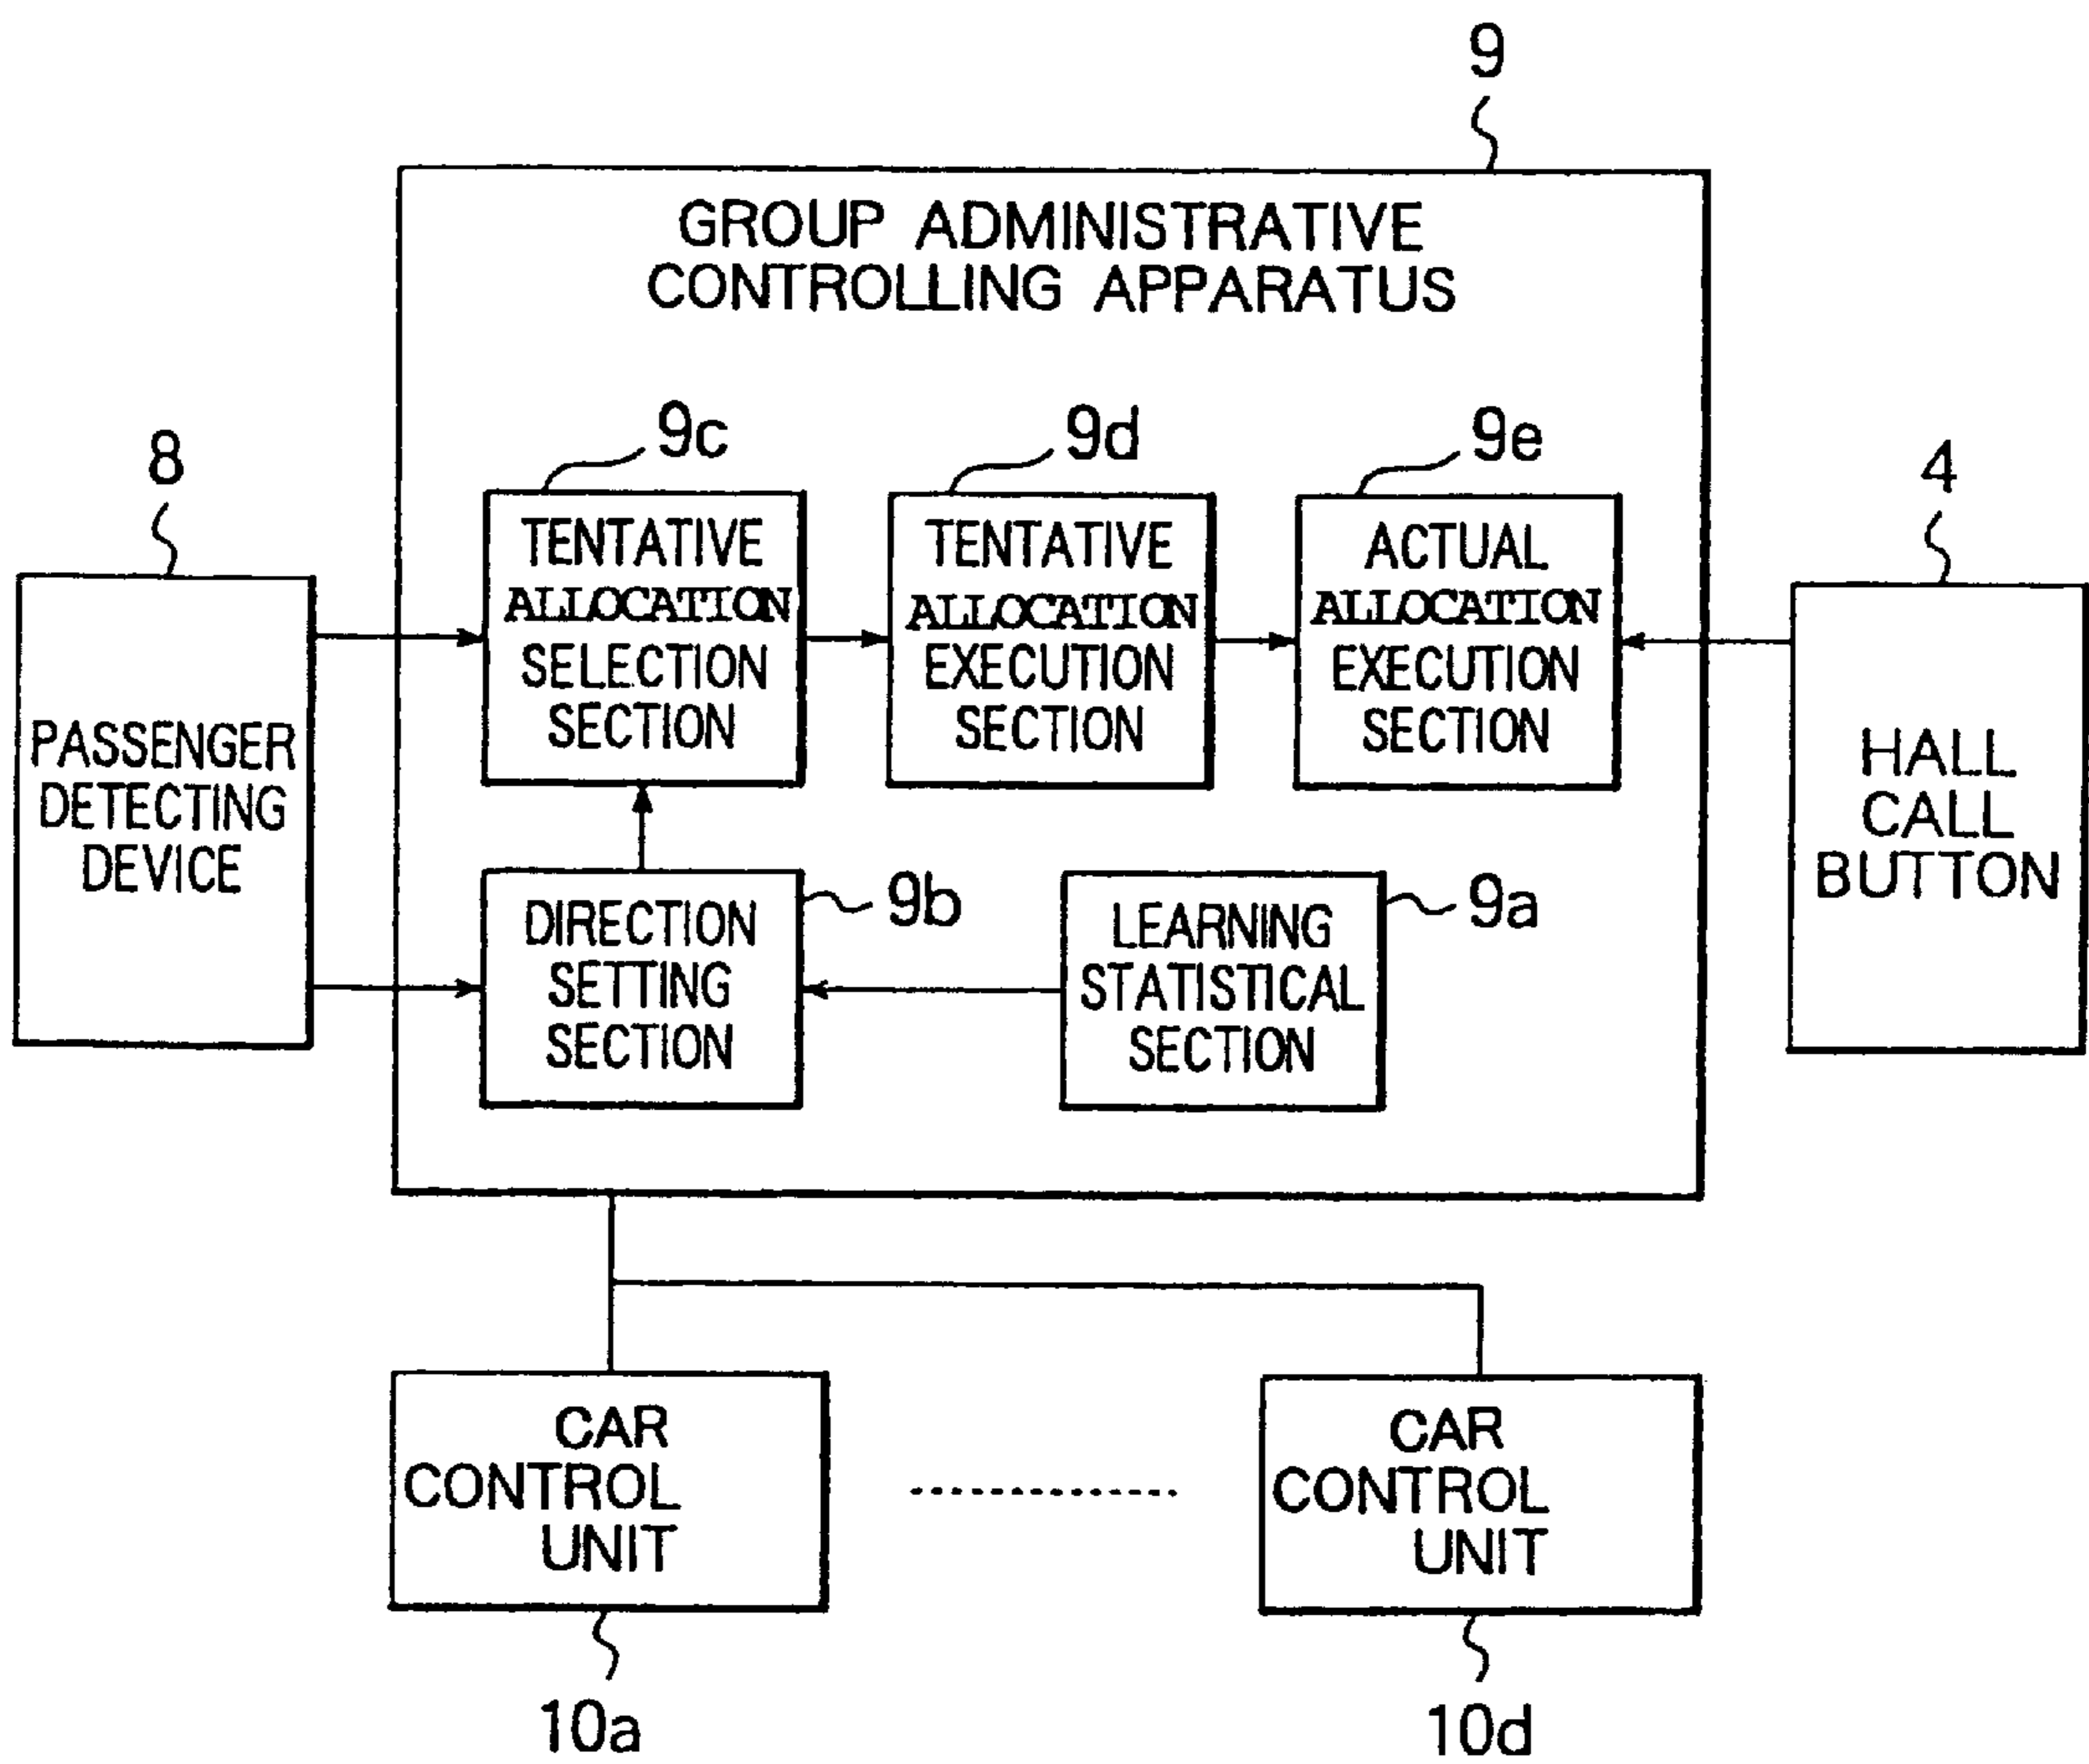 9
GROUP ADMINISTRATIVE
CONTROLLING APPARATUS
8
PASSENGER
DETECTING
DEVICE
9c
TENTATIVE
ALLOCATION
SELECTION
SECTION
9d
TENTATIVE
ALLOCATION
EXECUTION
SECTION
9e
ACTUAL
ALLOCATION
EXECUTION
SECTION
4
HALL
CALL
BUTTON
9b
DIRECTION
SETTING
SECTION
9a
LEARNING
STATISTICAL
SECTION
CAR
CONTROL
UNIT
10a
CAR
CONTROL
UNIT
10d